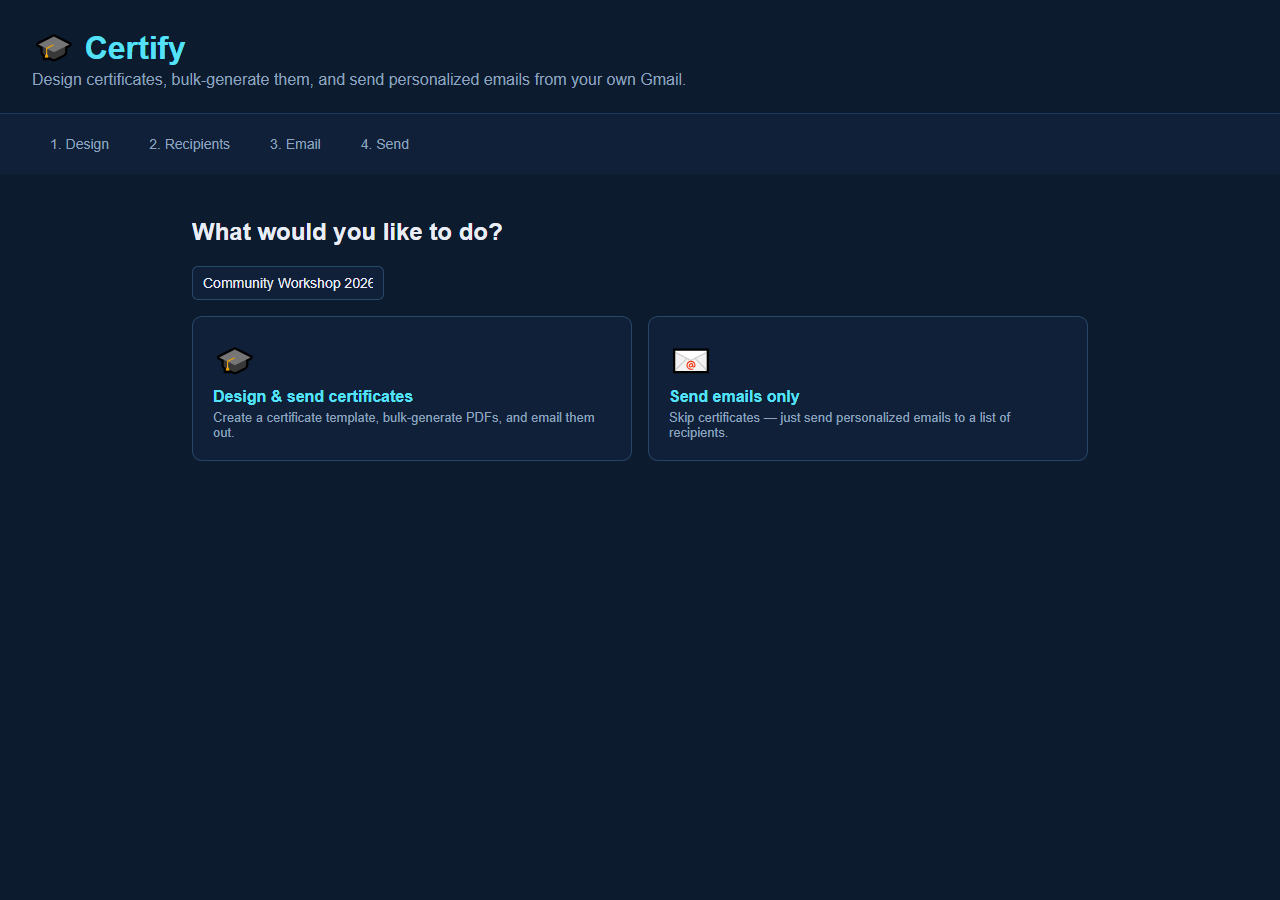 Certify
Design certificates, bulk-generate them, and send personalized emails from your own Gmail.
1. Design
2. Recipients
3. Email
4. Send
What would you like to do?
Community Workshop 2026
Design & send certificates
Create a certificate template, bulk-generate PDFs, and email them
out.
Send emails only
Skip certificates — just send personalized emails to a list of
recipients.